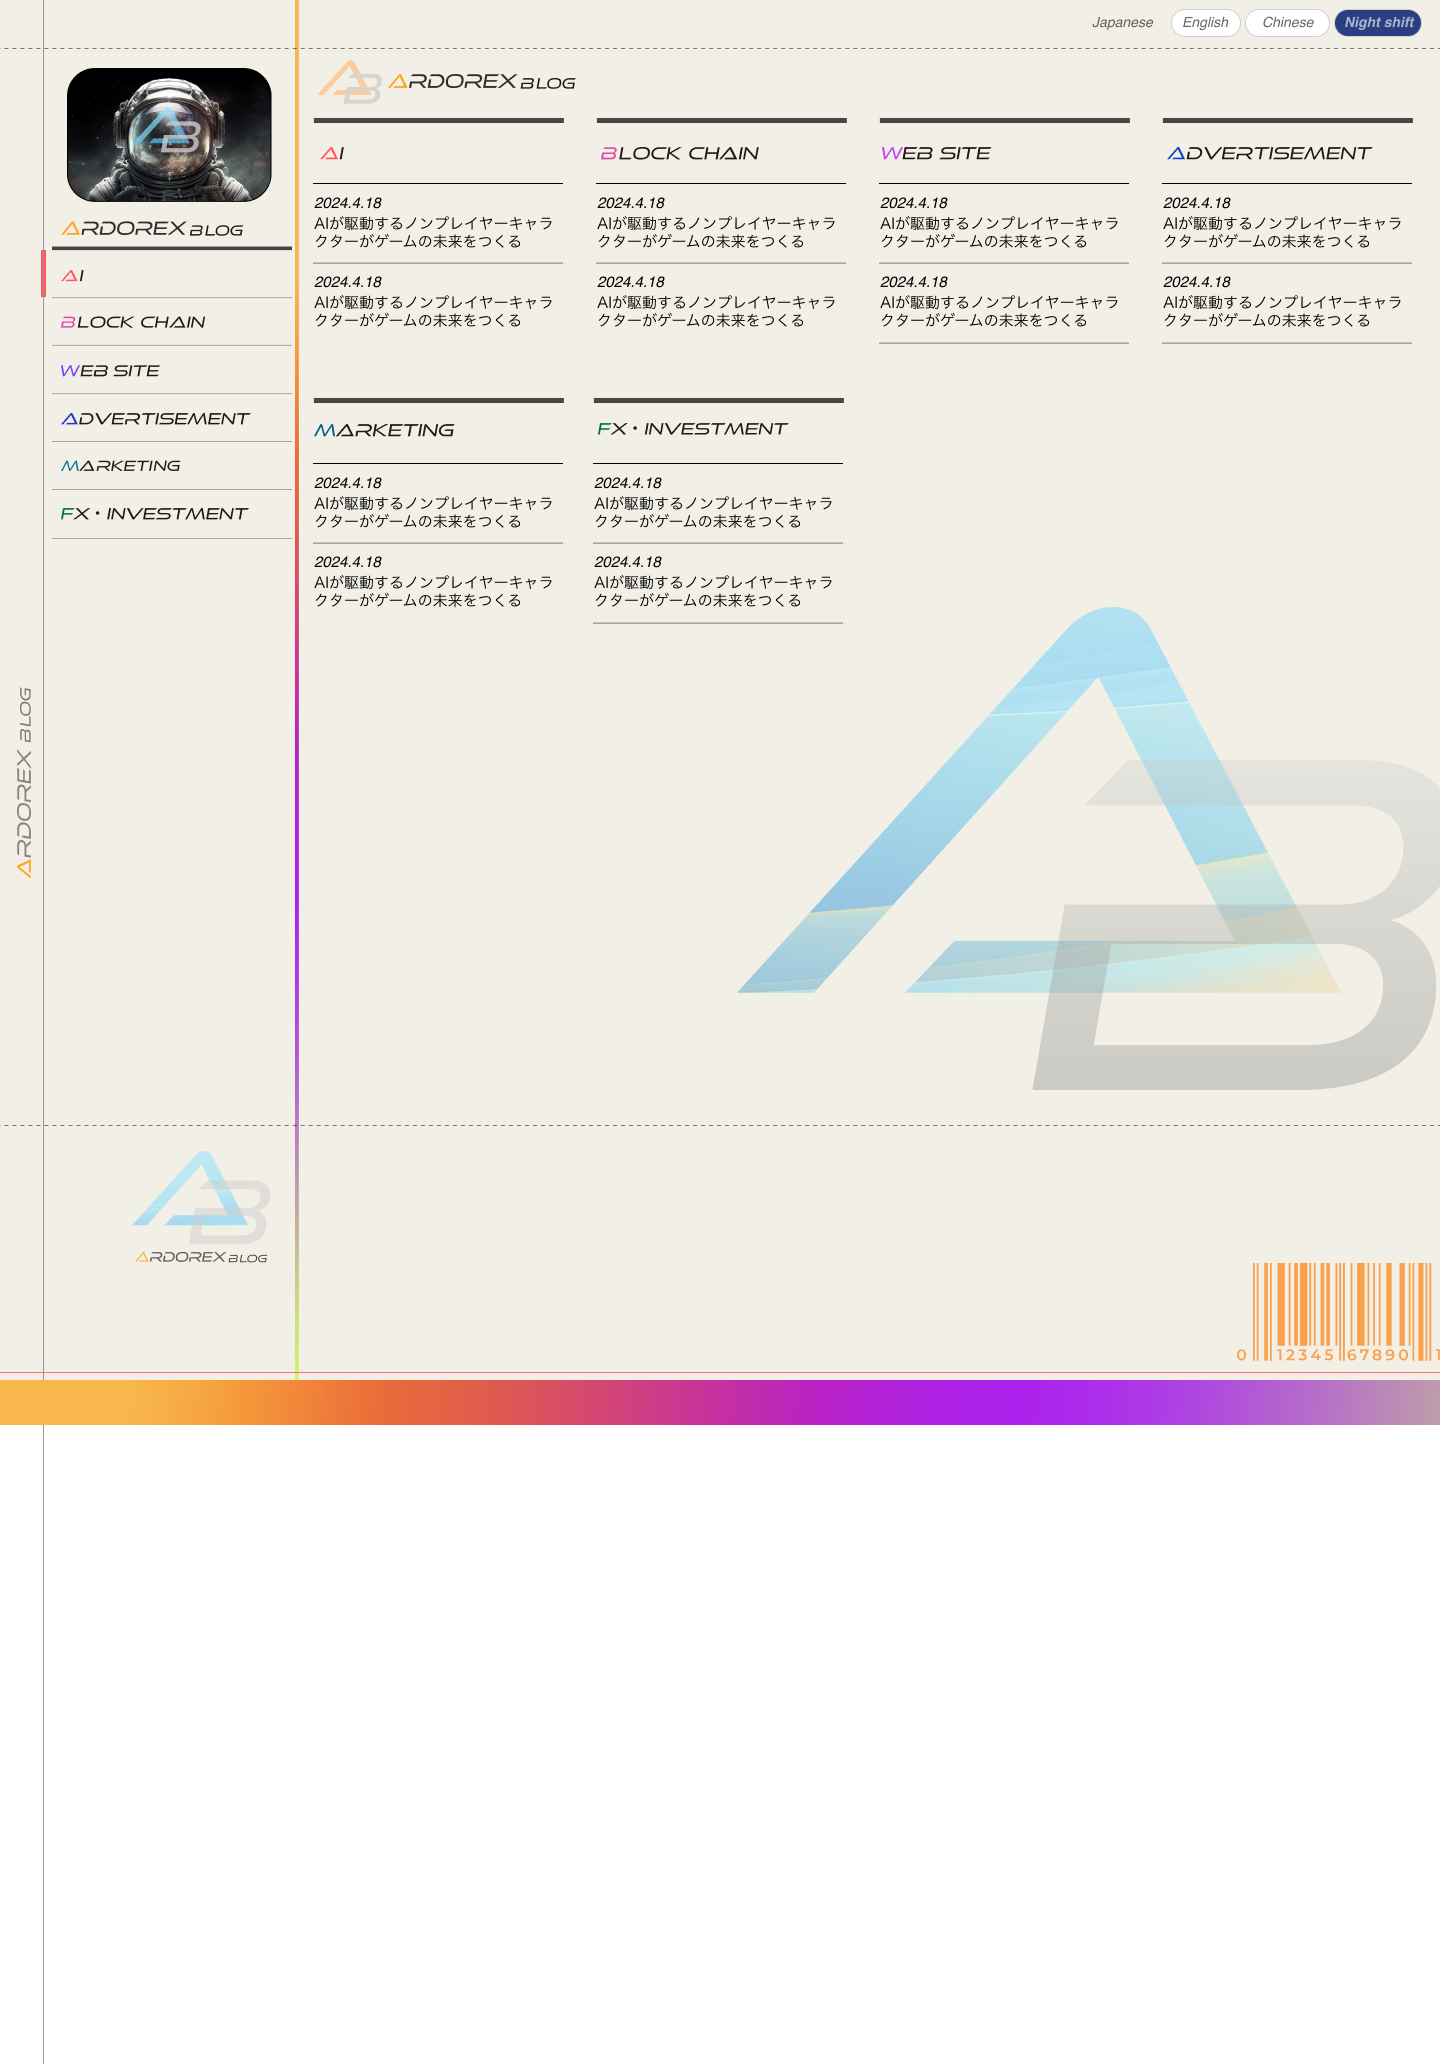 Japanese
English
Chinese
Night shift
AB
ARDOREX BLOG
AI
BLOCK CHAIN
WEB SITE
ADVERTISEMENT
MARKETING
FX・INVESTMENT
ARDOREX BLOG
AB
ARDOREX BLOG
AI
2024.4.18
AIが駆動するノンプレイヤーキャラ
クターがゲームの未来をつくる
2024.4.18
AIが駆動するノンプレイヤーキャラ
クターがゲームの未来をつくる
BLOCK CHAIN
2024.4.18
AIが駆動するノンプレイヤーキャラ
クターがゲームの未来をつくる
2024.4.18
AIが駆動するノンプレイヤーキャラ
クターがゲームの未来をつくる
WEB SITE
2024.4.18
AIが駆動するノンプレイヤーキャラ
クターがゲームの未来をつくる
2024.4.18
AIが駆動するノンプレイヤーキャラ
クターがゲームの未来をつくる
ADVERTISEMENT
2024.4.18
AIが駆動するノンプレイヤーキャラ
クターがゲームの未来をつくる
2024.4.18
AIが駆動するノンプレイヤーキャラ
クターがゲームの未来をつくる
MARKETING
2024.4.18
AIが駆動するノンプレイヤーキャラ
クターがゲームの未来をつくる
2024.4.18
AIが駆動するノンプレイヤーキャラ
クターがゲームの未来をつくる
FX・INVESTMENT
2024.4.18
AIが駆動するノンプレイヤーキャラ
クターがゲームの未来をつくる
2024.4.18
AIが駆動するノンプレイヤーキャラ
クターがゲームの未来をつくる
AB
AB
ARDOREX BLOG
0 12345 67890 1